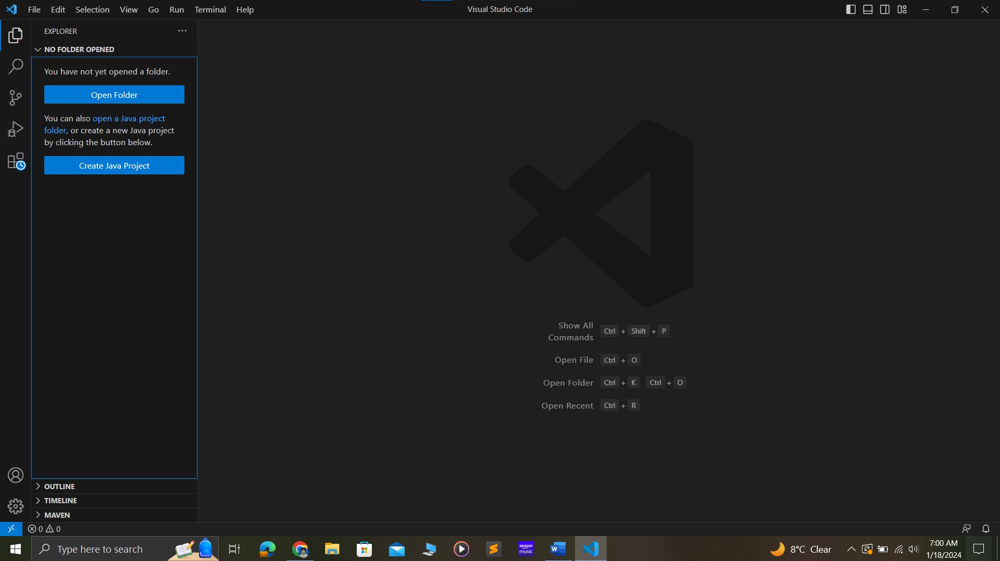 File Edit Selection View Go Run Terminal Help
Visual Studio Code
EXPLORER
NO FOLDER OPENED
You have not yet opened a folder.
Open Folder
You can also open a Java project
folder, or create a new Java project
by clicking the button below.
Create Java Project
Show All
Commands
Ctrl + Shift + P
Open File Ctrl + O
Open Folder Ctrl + K Ctrl + O
Open Recent Ctrl + R
OUTLINE
TIMELINE
MAVEN
0 0
Type here to search
amazon
music
W
8°C Clear
7:00 AM
1/18/2024